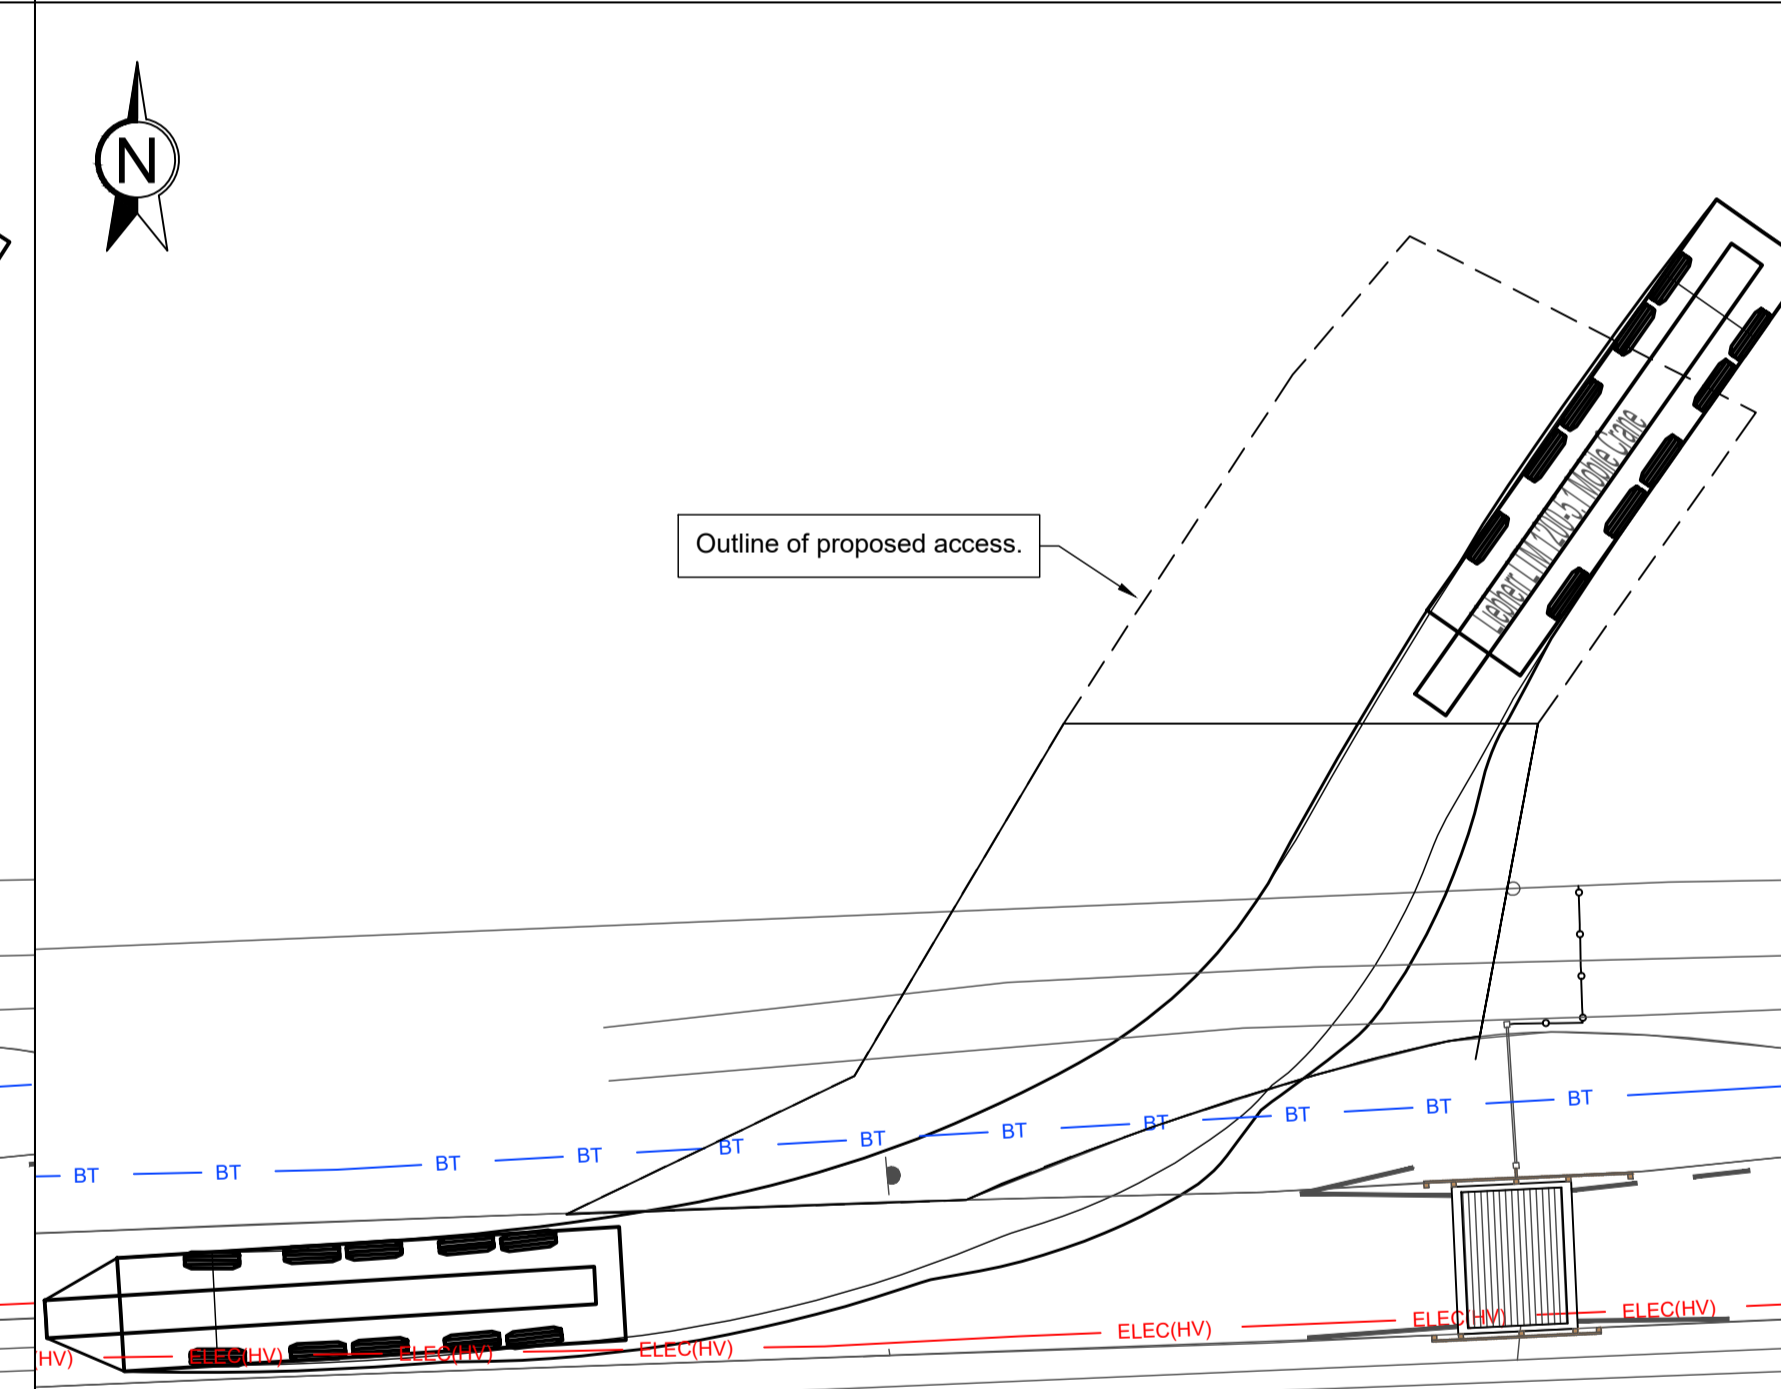 N
Outline of proposed access.
Liebherr LTM 1200-5.1 Mobile Crane
BT BT BT BT BT BT BT BT BT BT BT
ELEC(HV) ELEC(HV) ELEC(HV)
(HV) ELEC(HV) ELEC(HV) ELEC(HV)